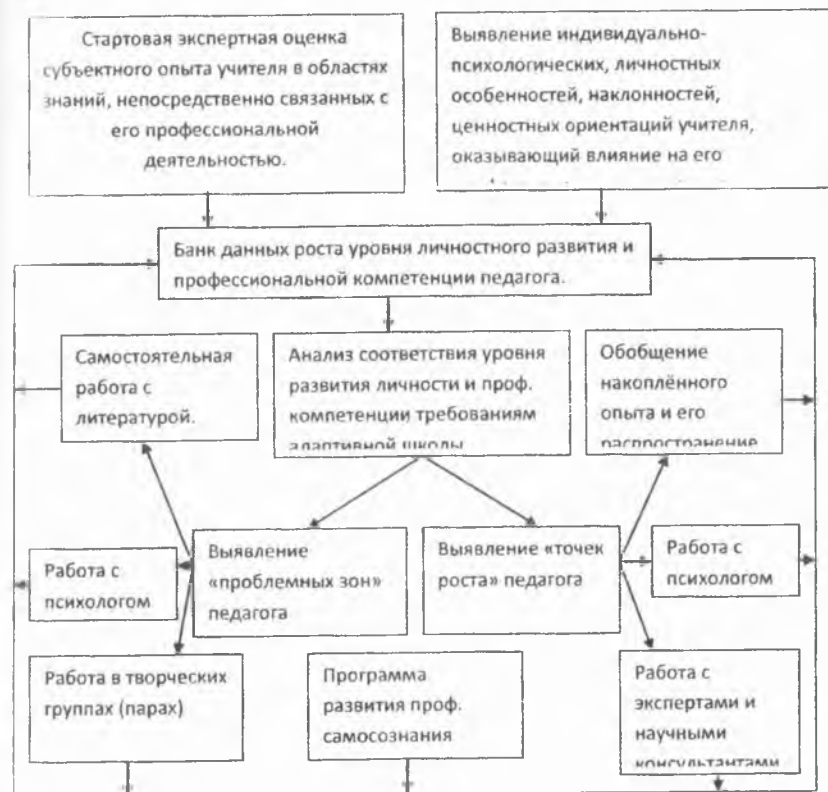 Стартовая экспертная оценка
субъектного опыта учителя в областях
знаний, непосредственно связанных с
его профессиональной
деятельностью.
Выявление индивидуально-
психологических, личностных
особенностей, наклонностей,
ценностных ориентаций учителя,
оказывающий влияние на его
Банк данных роста уровня личностного развития и
профессиональной компетенции педагога.
Самостоятельная
работа с
литературой.
Анализ соответствия уровня
развития личности и проф.
компетенции требованиям
адаптивной школы
Обобщение
накоплённого
опыта и его
распространение
Работа с
психологом
Выявление
«проблемных зон»
педагога
Выявление «точек
роста» педагога
Работа с
психологом
Работа в творческих
группах (парах)
Программа
развития проф.
самосознания
Работа с
экспертами и
научными
консультантами